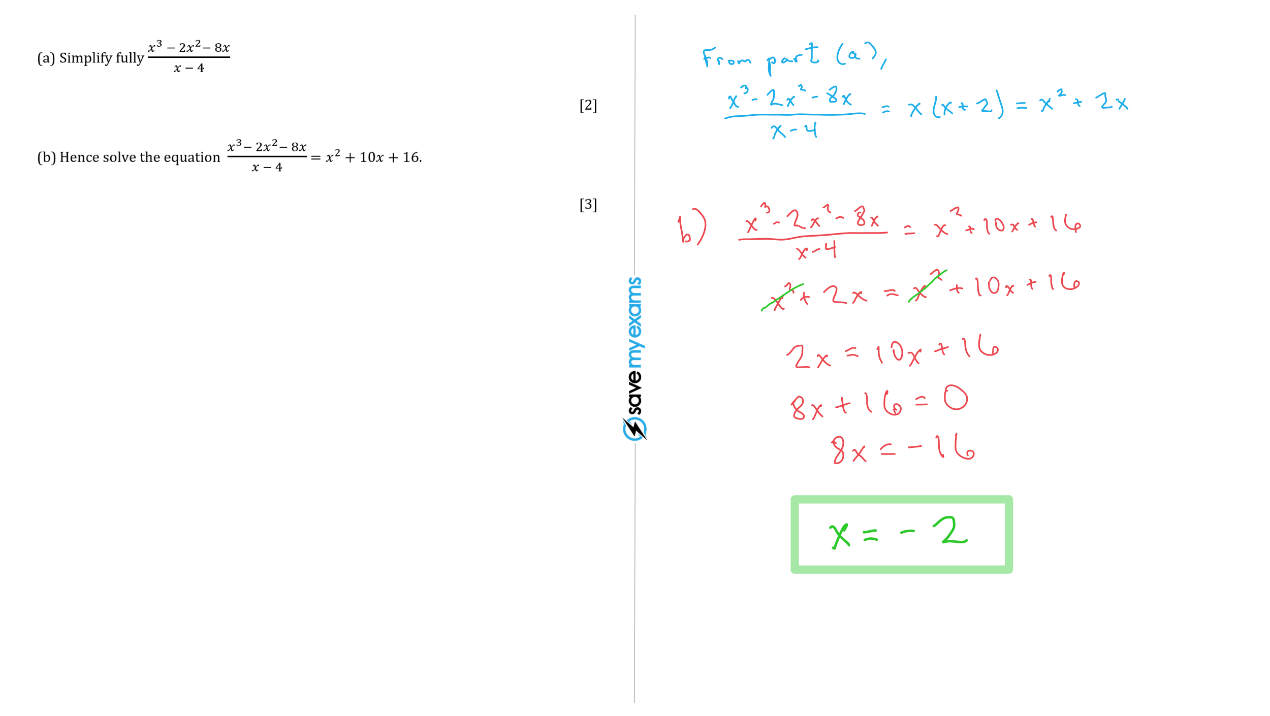 (a) Simplify fully (x³ − 2x² − 8x)/(x − 4)
[2]
(b) Hence solve the equation (x³ − 2x² − 8x)/(x − 4) = x² + 10x + 16.
[3]
save my exams
From part (a),
(x³ - 2x² - 8x)/(x - 4) = x(x + 2) = x² + 2x
b) (x³ - 2x² - 8x)/(x - 4) = x² + 10x + 16
x² + 2x = x² + 10x + 16
2x = 10x + 16
8x + 16 = 0
8x = -16
x = - 2